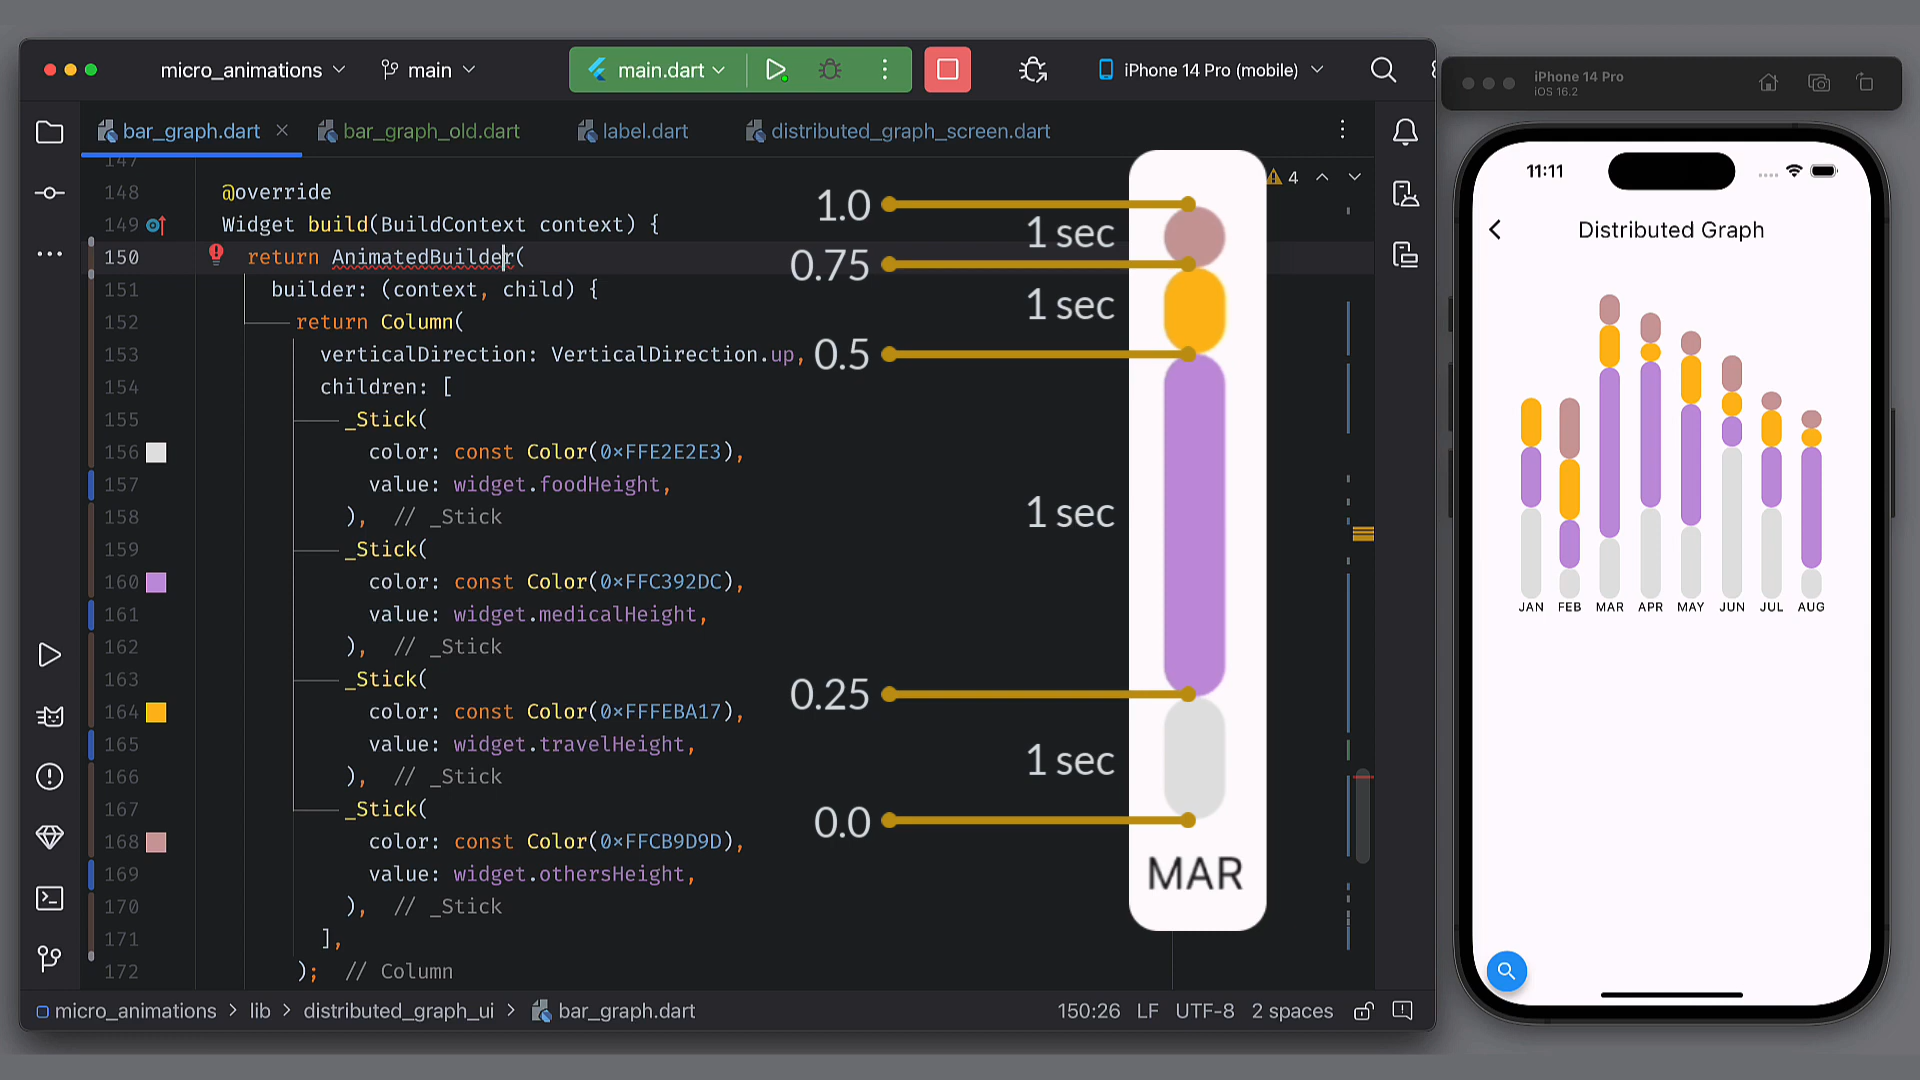 micro_animations
main
main.dart
iPhone 14 Pro (mobile)
bar_graph.dart
bar_graph_old.dart
label.dart
distributed_graph_screen.dart
4
147
148 @override
149 Widget build(BuildContext context) {
150 return AnimatedBuilder(
151 builder: (context, child) {
152 return Column(
153 verticalDirection: VerticalDirection.up,
154 children: [
155 _Stick(
156 color: const Color(0xFFE2E2E3),
157 value: widget.foodHeight,
158 ), // _Stick
159 _Stick(
160 color: const Color(0xFFC392DC),
161 value: widget.medicalHeight,
162 ), // _Stick
163 _Stick(
164 color: const Color(0xFFFEBA17),
165 value: widget.travelHeight,
166 ), // _Stick
167 _Stick(
168 color: const Color(0xFFCB9D9D),
169 value: widget.othersHeight,
170 ), // _Stick
171 ],
172 ); // Column
1.0
1 sec
0.75
1 sec
0.5
1 sec
0.25
1 sec
0.0
MAR
micro_animations > lib > distributed_graph_ui > bar_graph.dart
150:26 LF UTF-8 2 spaces
iPhone 14 Pro
iOS 16.2
11:11
Distributed Graph
JAN FEB MAR APR MAY JUN JUL AUG